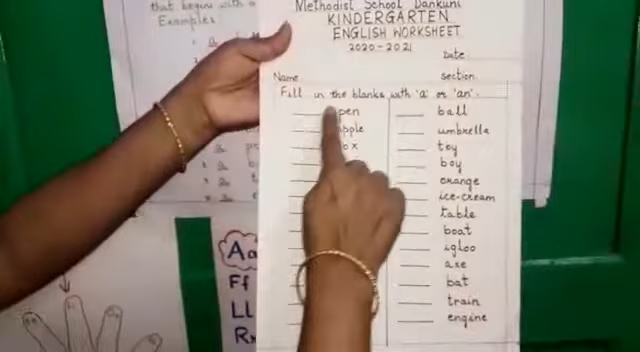 that begins with a
Examples
Methodist School Dankuni
KINDERGARTEN
ENGLISH WORKSHEET
2020-2021
Date
Name
section
Fill in the blanks with 'a' or 'an'.
pen
apple
ox
ball
umbrella
toy
boy
orange
ice-cream
table
boat
igloo
axe
bat
train
engine
Aa
Ff
Ll